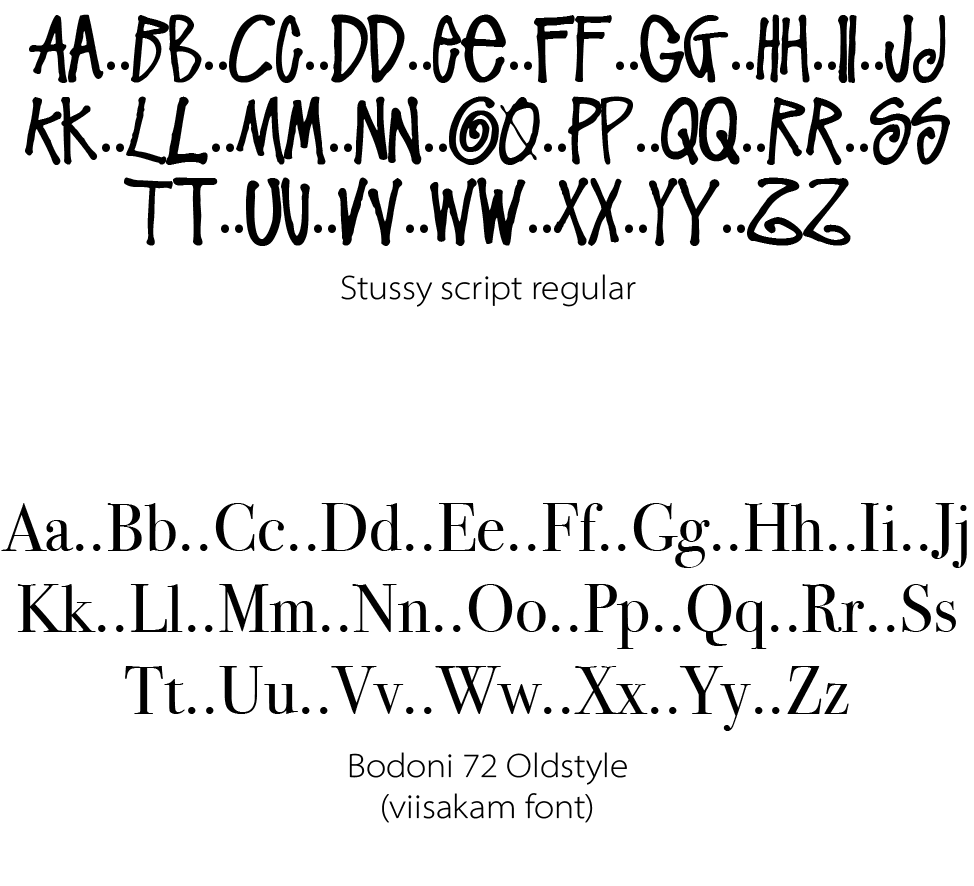 AA..BB..CC..DD..ee..FF..GG..HH..II..JJ
KK..LL..MM..NN..OO..PP..QQ..RR..SS
TT..UU..VV..WW..XX..YY..ZZ
Stussy script regular
Aa..Bb..Cc..Dd..Ee..Ff..Gg..Hh..Ii..Jj
Kk..Ll..Mm..Nn..Oo..Pp..Qq..Rr..Ss
Tt..Uu..Vv..Ww..Xx..Yy..Zz
Bodoni 72 Oldstyle
(viisakam font)